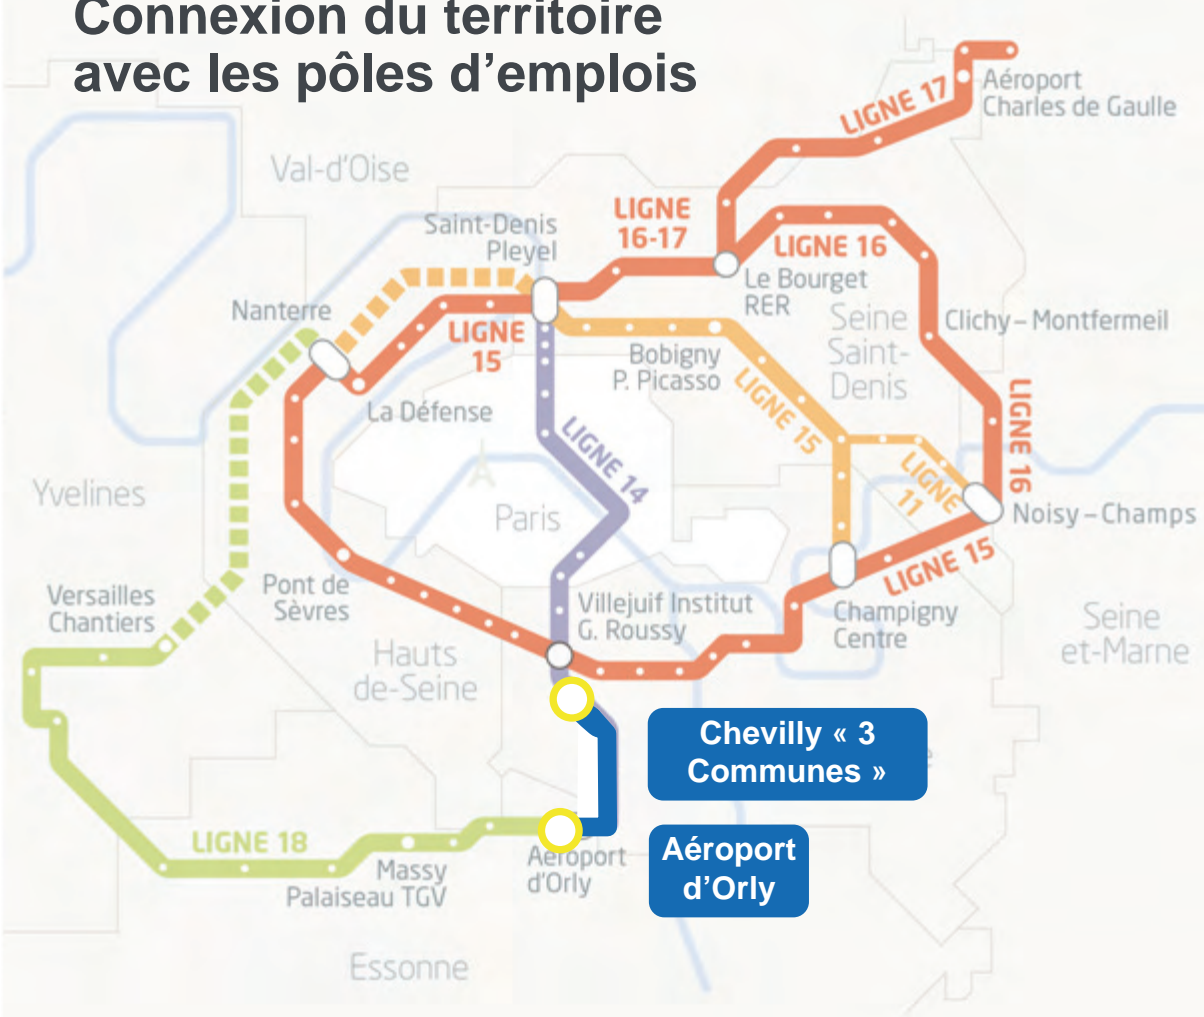 Connexion du territoire
avec les pôles d’emplois
Aéroport
Charles de Gaulle
LIGNE 17
Val-d’Oise
Saint-Denis
Pleyel
LIGNE
16-17
LIGNE 16
Le Bourget
RER
Nanterre
LIGNE
15
Seine
Saint-
Denis
Clichy – Montfermeil
Bobigny
P. Picasso
LIGNE 15
La Défense
LIGNE 14
LIGNE 16
LIGNE
11
Yvelines
Paris
Noisy – Champs
LIGNE 15
Versailles
Chantiers
Pont de
Sèvres
Villejuif Institut
G. Roussy
Champigny
Centre
Seine
et-Marne
Hauts
de-Seine
Chevilly « 3
Communes »
LIGNE 18
Massy
Palaiseau TGV
Aéroport
d’Orly
Aéroport
d’Orly
Essonne